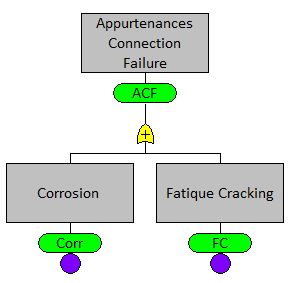 Appurtenances
Connection
Failure
ACF
+
Corrosion
Fatique Cracking
Corr
FC